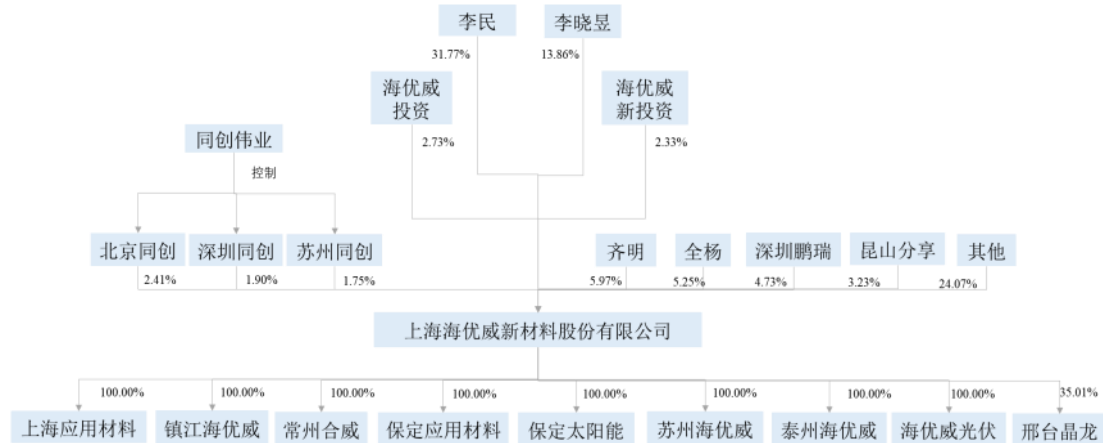 李民
李晓昱
31.77%
13.86%
海优威
投资
海优威
新投资
2.73%
2.33%
同创伟业
控制
北京同创
深圳同创
苏州同创
齐明
全杨
深圳鹏瑞
昆山分享
其他
2.41%
1.90%
1.75%
5.97%
5.25%
4.73%
3.23%
24.07%
上海海优威新材料股份有限公司
100.00%
100.00%
100.00%
100.00%
100.00%
100.00%
100.00%
100.00%
35.01%
上海应用材料
镇江海优威
常州合威
保定应用材料
保定太阳能
苏州海优威
泰州海优威
海优威光伏
邢台晶龙